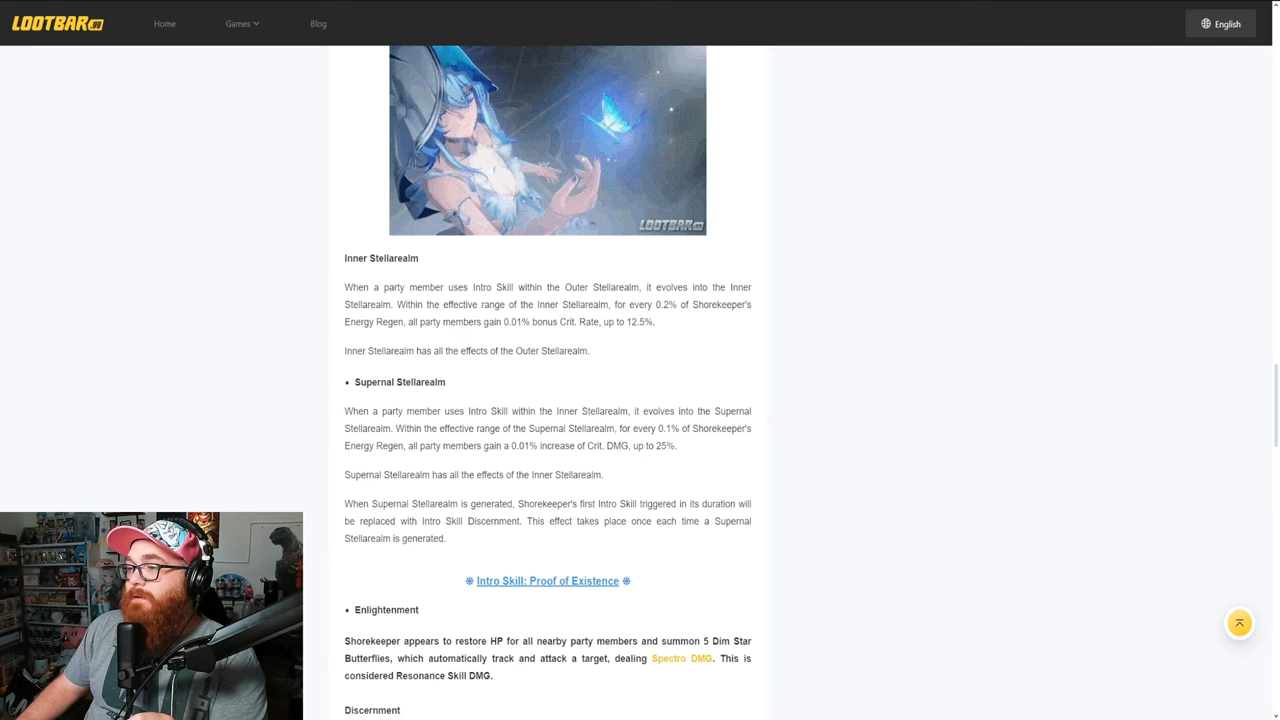 LOOTBAR.GG
Home
Games
Blog
English
LOOTBAR.GG
Inner Stellarealm
When a party member uses Intro Skill within the Outer Stellarealm, it evolves into the Inner
Stellarealm. Within the effective range of the Inner Stellarealm, for every 0.2% of Shorekeeper's
Energy Regen, all party members gain 0.01% bonus Crit. Rate, up to 12.5%.
Inner Stellarealm has all the effects of the Outer Stellarealm.
• Supernal Stellarealm
When a party member uses Intro Skill within the Inner Stellarealm, it evolves into the Supernal
Stellarealm. Within the effective range of the Supernal Stellarealm, for every 0.1% of Shorekeeper's
Energy Regen, all party members gain a 0.01% increase of Crit. DMG, up to 25%.
Supernal Stellarealm has all the effects of the Inner Stellarealm.
When Supernal Stellarealm is generated, Shorekeeper's first Intro Skill triggered in its duration will
be replaced with Intro Skill Discernment. This effect takes place once each time a Supernal
Stellarealm is generated.
❋ Intro Skill: Proof of Existence ❋
• Enlightenment
Shorekeeper appears to restore HP for all nearby party members and summon 5 Dim Star
Butterflies, which automatically track and attack a target, dealing Spectro DMG. This is
considered Resonance Skill DMG.
Discernment